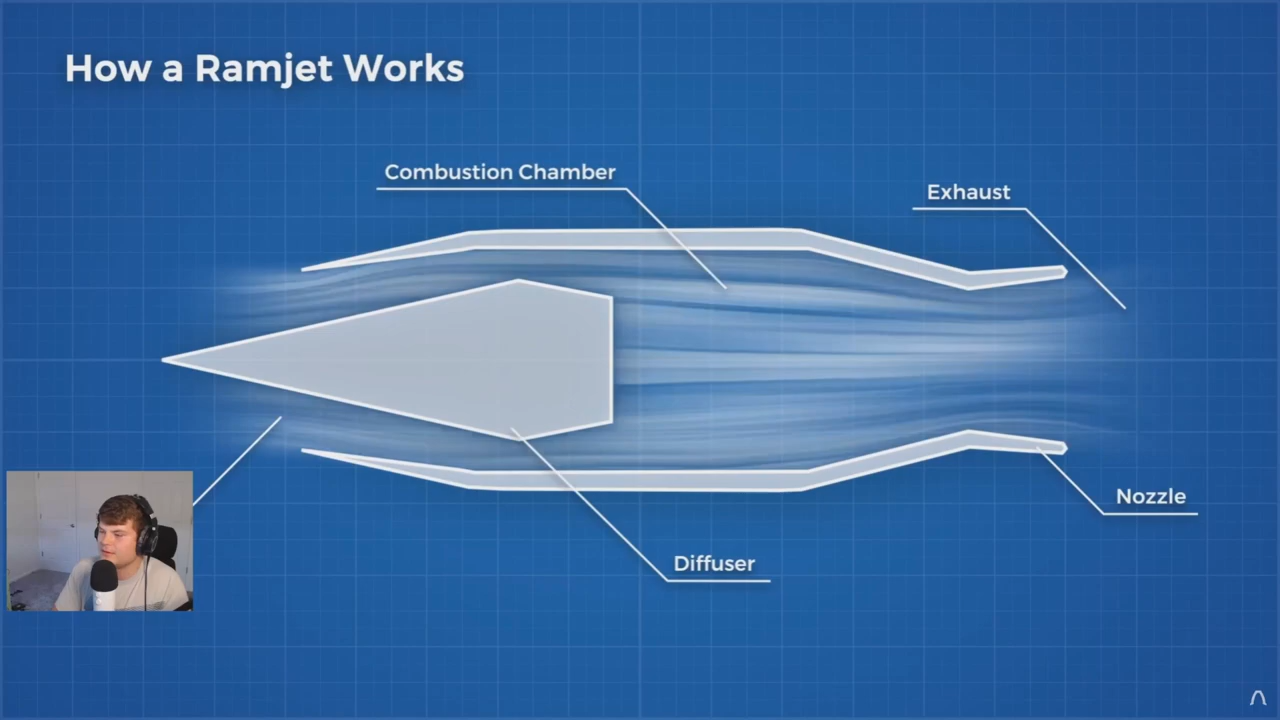 How a Ramjet Works
Combustion Chamber
Exhaust
Nozzle
Diffuser